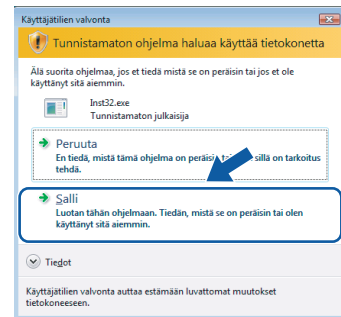 Käyttäjätilien valvonta
Tunnistamaton ohjelma haluaa käyttää tietokonetta
Älä suorita ohjelmaa, jos et tiedä mistä se on peräisin tai jos et ole
käyttänyt sitä aiemmin.
Inst32.exe
Tunnistamaton julkaisija
Peruuta
En tiedä, mistä tämä ohjelma on peräisin sillä on tarkoitus
tehdä.
Salli
Luotan tähän ohjelmaan. Tiedän, mistä se on peräisin tai olen
käyttänyt sitä aiemmin.
Tiedot
Käyttäjätilien valvonta auttaa estämään luvattomat muutokset
tietokoneeseen.